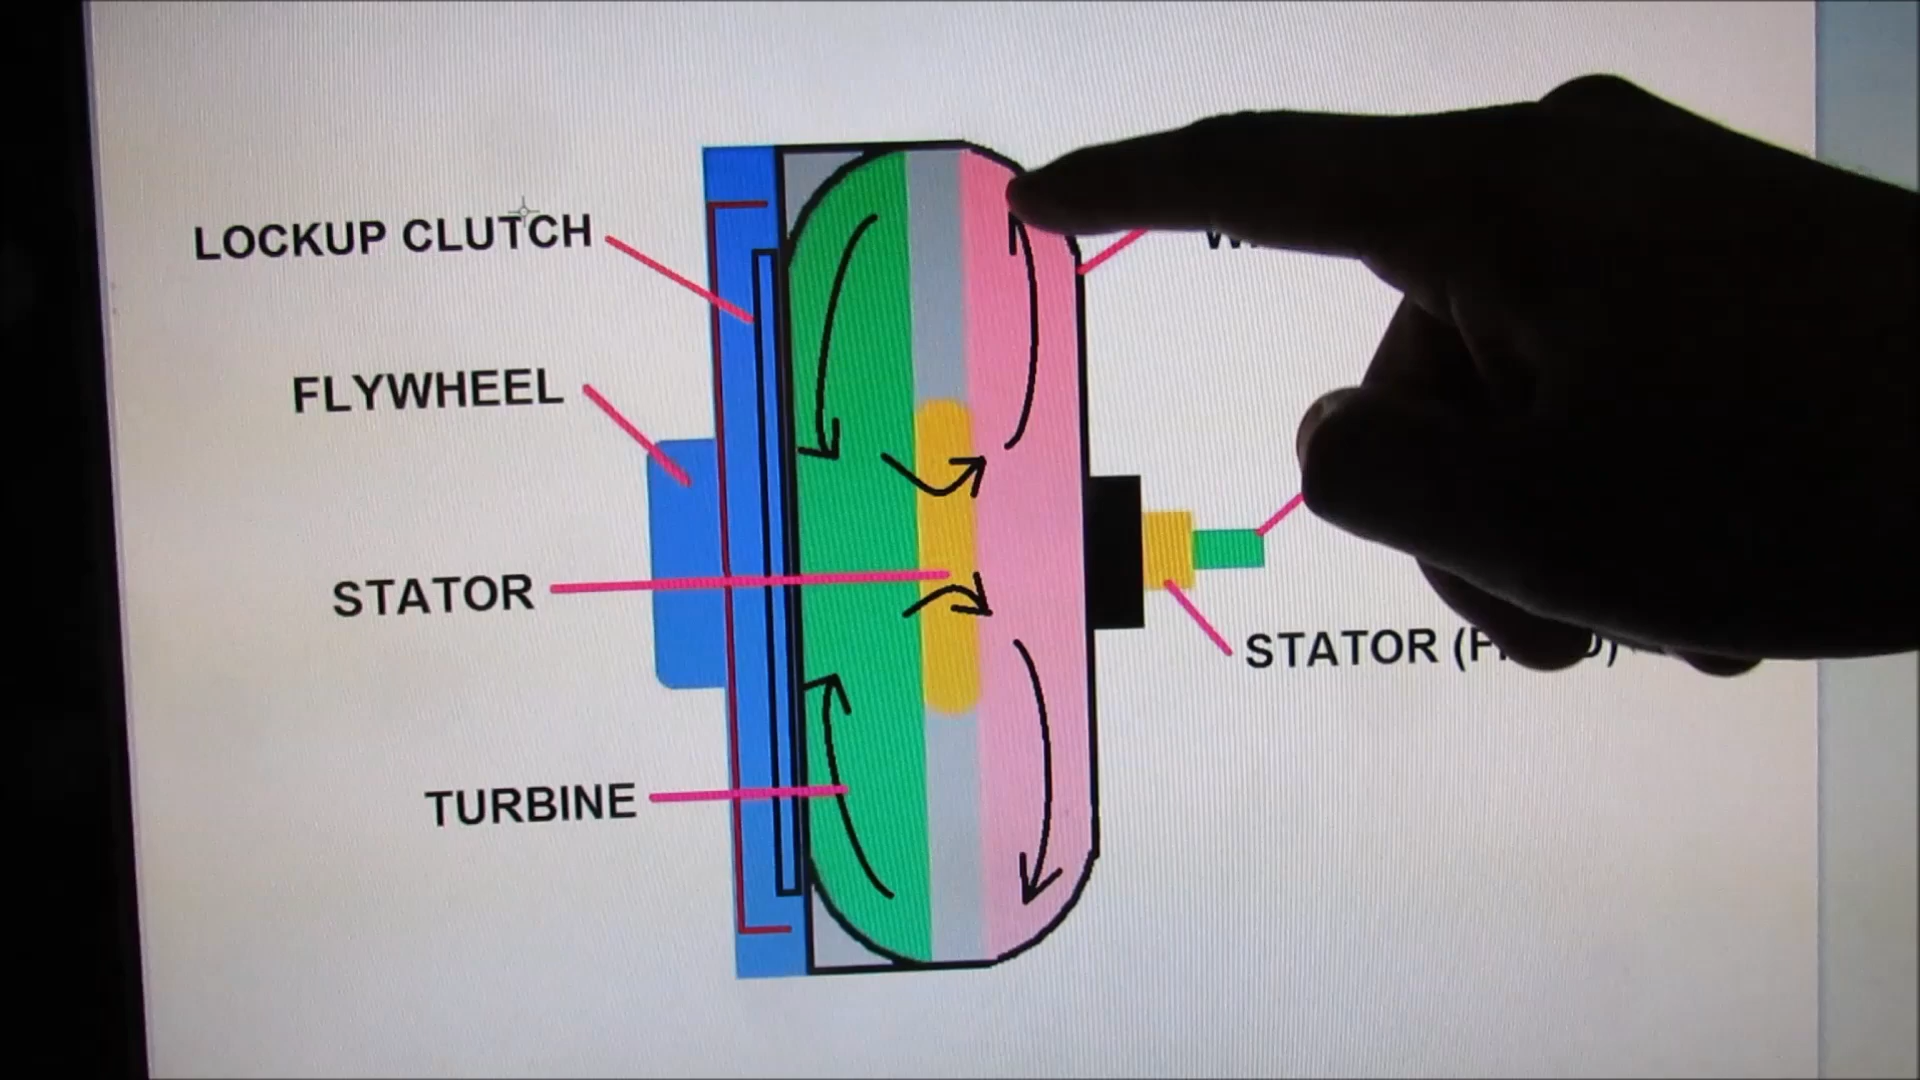 LOCKUP CLUTCH
FLYWHEEL
STATOR
STATOR
TURBINE